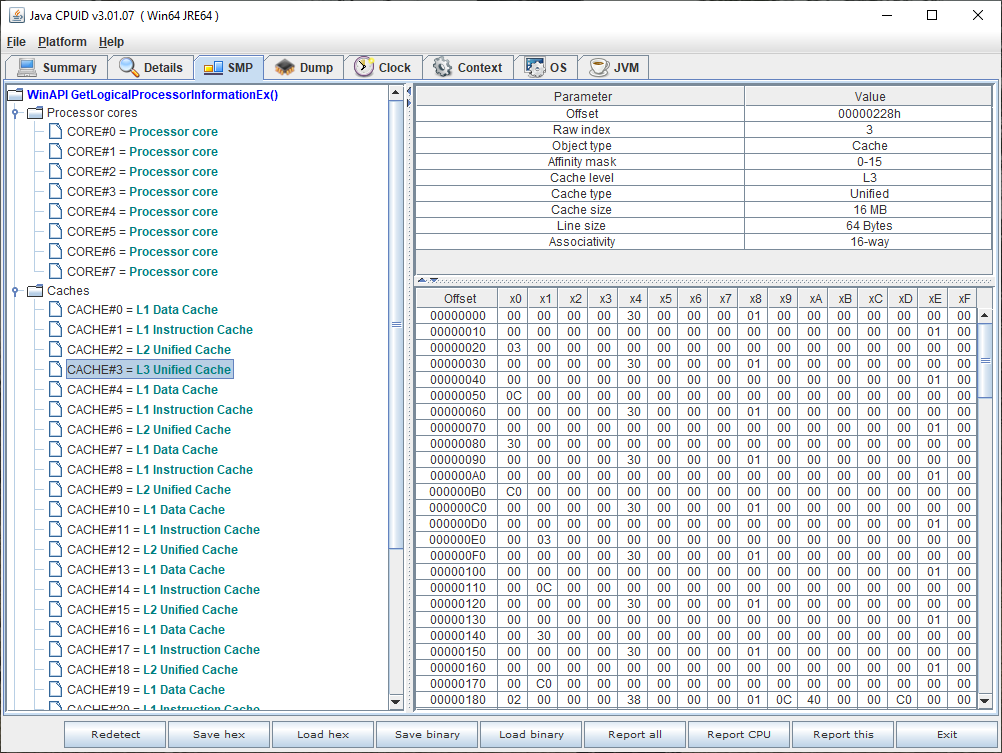 Java CPUID v3.01.07 ( Win64 JRE64 )
File Platform Help
Summary Details SMP Dump Clock Context OS JVM
WinAPI GetLogicalProcessorInformationEx()
Processor cores
CORE#0 = Processor core
CORE#1 = Processor core
CORE#2 = Processor core
CORE#3 = Processor core
CORE#4 = Processor core
CORE#5 = Processor core
CORE#6 = Processor core
CORE#7 = Processor core
Caches
CACHE#0 = L1 Data Cache
CACHE#1 = L1 Instruction Cache
CACHE#2 = L2 Unified Cache
CACHE#3 = L3 Unified Cache
CACHE#4 = L1 Data Cache
CACHE#5 = L1 Instruction Cache
CACHE#6 = L2 Unified Cache
CACHE#7 = L1 Data Cache
CACHE#8 = L1 Instruction Cache
CACHE#9 = L2 Unified Cache
CACHE#10 = L1 Data Cache
CACHE#11 = L1 Instruction Cache
CACHE#12 = L2 Unified Cache
CACHE#13 = L1 Data Cache
CACHE#14 = L1 Instruction Cache
CACHE#15 = L2 Unified Cache
CACHE#16 = L1 Data Cache
CACHE#17 = L1 Instruction Cache
CACHE#18 = L2 Unified Cache
CACHE#19 = L1 Data Cache
CACHE#20 = L1 Instruction Cache
Parameter Value
Offset 00000228h
Raw index 3
Object type Cache
Affinity mask 0-15
Cache level L3
Cache type Unified
Cache size 16 MB
Line size 64 Bytes
Associativity 16-way
Offset x0 x1 x2 x3 x4 x5 x6 x7 x8 x9 xA xB xC xD xE xF
00000000 00 00 00 00 30 00 00 00 01 00 00 00 00 00 00 00
00000010 00 00 00 00 00 00 00 00 00 00 00 00 00 00 01 00
00000020 03 00 00 00 00 00 00 00 00 00 00 00 00 00 00 00
00000030 00 00 00 00 30 00 00 00 01 00 00 00 00 00 00 00
00000040 00 00 00 00 00 00 00 00 00 00 00 00 00 00 01 00
00000050 0C 00 00 00 00 00 00 00 00 00 00 00 00 00 00 00
00000060 00 00 00 00 30 00 00 00 01 00 00 00 00 00 00 00
00000070 00 00 00 00 00 00 00 00 00 00 00 00 00 00 01 00
00000080 30 00 00 00 00 00 00 00 00 00 00 00 00 00 00 00
00000090 00 00 00 00 30 00 00 00 01 00 00 00 00 00 00 00
000000A0 00 00 00 00 00 00 00 00 00 00 00 00 00 00 01 00
000000B0 C0 00 00 00 00 00 00 00 00 00 00 00 00 00 00 00
000000C0 00 00 00 00 30 00 00 00 01 00 00 00 00 00 00 00
000000D0 00 00 00 00 00 00 00 00 00 00 00 00 00 00 01 00
000000E0 00 03 00 00 00 00 00 00 00 00 00 00 00 00 00 00
000000F0 00 00 00 00 30 00 00 00 01 00 00 00 00 00 00 00
00000100 00 00 00 00 00 00 00 00 00 00 00 00 00 00 01 00
00000110 00 0C 00 00 00 00 00 00 00 00 00 00 00 00 00 00
00000120 00 00 00 00 30 00 00 00 01 00 00 00 00 00 00 00
00000130 00 00 00 00 00 00 00 00 00 00 00 00 00 00 01 00
00000140 00 30 00 00 00 00 00 00 00 00 00 00 00 00 00 00
00000150 00 00 00 00 30 00 00 00 01 00 00 00 00 00 00 00
00000160 00 00 00 00 00 00 00 00 00 00 00 00 00 00 01 00
00000170 00 C0 00 00 00 00 00 00 00 00 00 00 00 00 00 00
00000180 02 00 00 00 38 00 00 00 01 0C 40 00 00 C0 00 00
Redetect Save hex Load hex Save binary Load binary Report all Report CPU Report this Exit